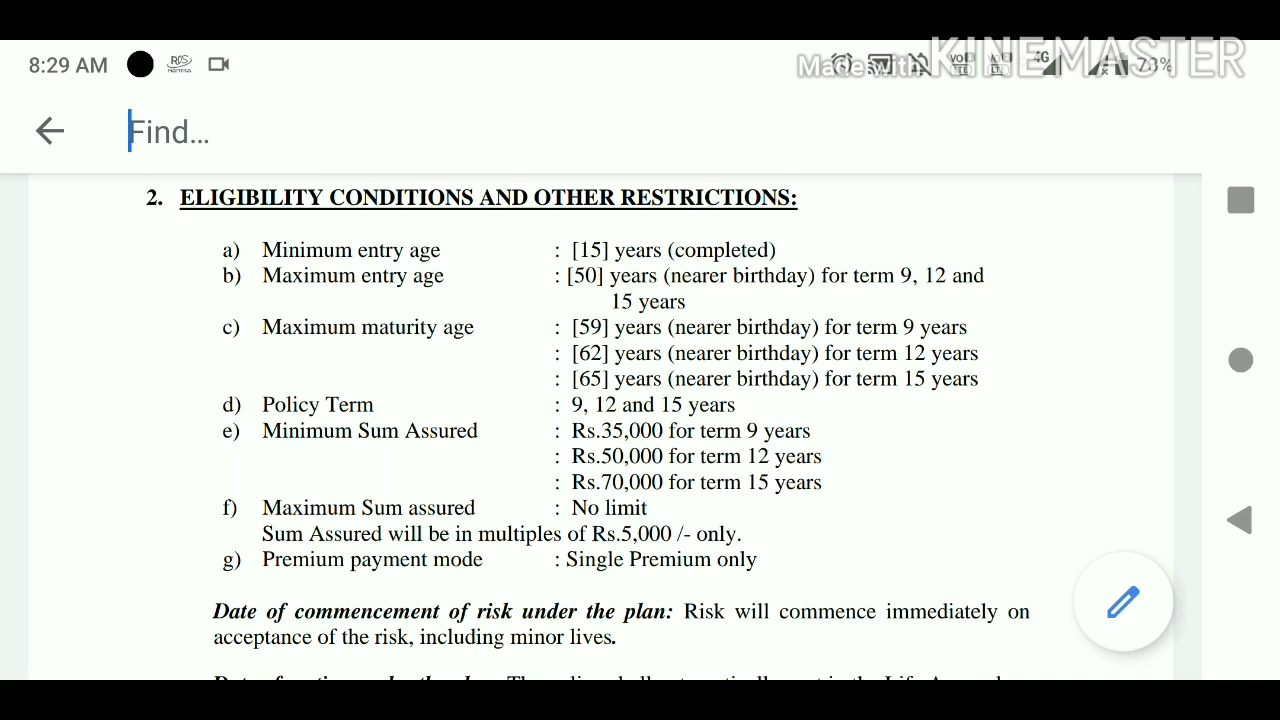 8:29 AM
Made with KINEMASTER
4G 73%
Find...
2. ELIGIBILITY CONDITIONS AND OTHER RESTRICTIONS:
a) Minimum entry age : [15] years (completed)
b) Maximum entry age : [50] years (nearer birthday) for term 9, 12 and
15 years
c) Maximum maturity age : [59] years (nearer birthday) for term 9 years
: [62] years (nearer birthday) for term 12 years
: [65] years (nearer birthday) for term 15 years
d) Policy Term : 9, 12 and 15 years
e) Minimum Sum Assured : Rs.35,000 for term 9 years
: Rs.50,000 for term 12 years
: Rs.70,000 for term 15 years
f) Maximum Sum assured : No limit
Sum Assured will be in multiples of Rs.5,000 /- only.
g) Premium payment mode : Single Premium only
Date of commencement of risk under the plan: Risk will commence immediately on
acceptance of the risk, including minor lives.